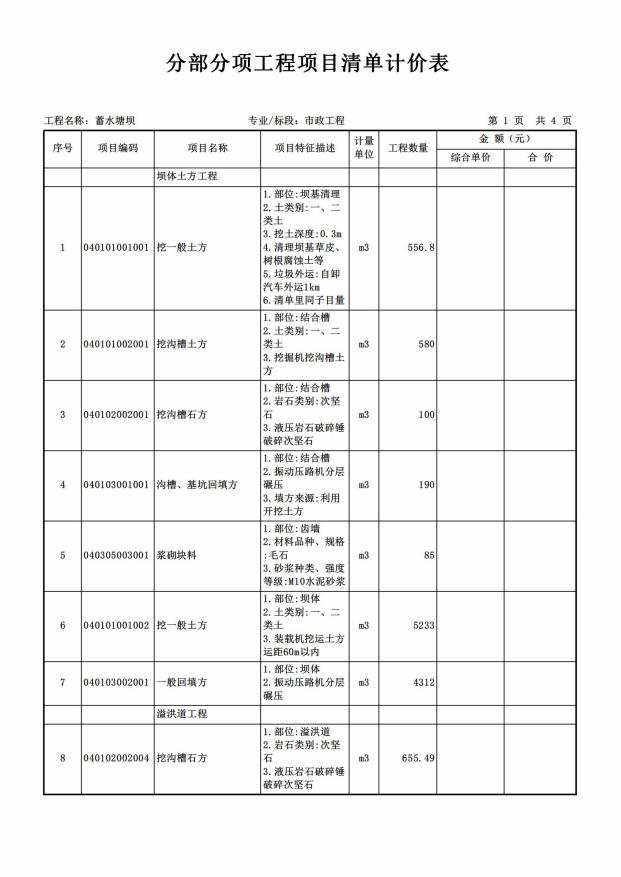 分部分项工程项目清单计价表
工程名称：蓄水塘坝 专业/标段：市政工程 第 1 页 共 4 页
序号 项目编码 项目名称 项目特征描述 计量单位 工程数量 金 额（元）
综合单价 合 价
坝体土方工程
1 040101001001 挖一般土方 m3 556.8
1.部位:坝基清理
2.土类别:一、二
类土
3.挖土深度:0.3m
4.清理坝基草皮、
树根腐蚀土等
5.垃圾外运:自卸
汽车外运1km
6.清单里同子目量
2 040101002001 挖沟槽土方 m3 580
1.部位:结合槽
2.土类别:一、二
类土
3.挖掘机挖沟槽土
方
3 040102002001 挖沟槽石方 m3 100
1.部位:结合槽
2.岩石类别:次坚
石
3.液压岩石破碎锤
破碎次坚石
4 040103001001 沟槽、基坑回填方 m3 190
1.部位:结合槽
2.振动压路机分层
碾压
3.填方来源:利用
开挖土方
5 040305003001 浆砌块料 m3 85
1.部位:齿墙
2.材料品种、规格
:毛石
3.砂浆种类、强度
等级:M10水泥砂浆
6 040101001002 挖一般土方 m3 5233
1.部位:坝体
2.土类别:一、二
类土
3.装载机挖运土方
运距60m以内
7 040103002001 一般回填方 m3 4312
1.部位:坝体
2.振动压路机分层
碾压
溢洪道工程
8 040102002004 挖沟槽石方 m3 655.49
1.部位:溢洪道
2.岩石类别:次坚
石
3.液压岩石破碎锤
破碎次坚石